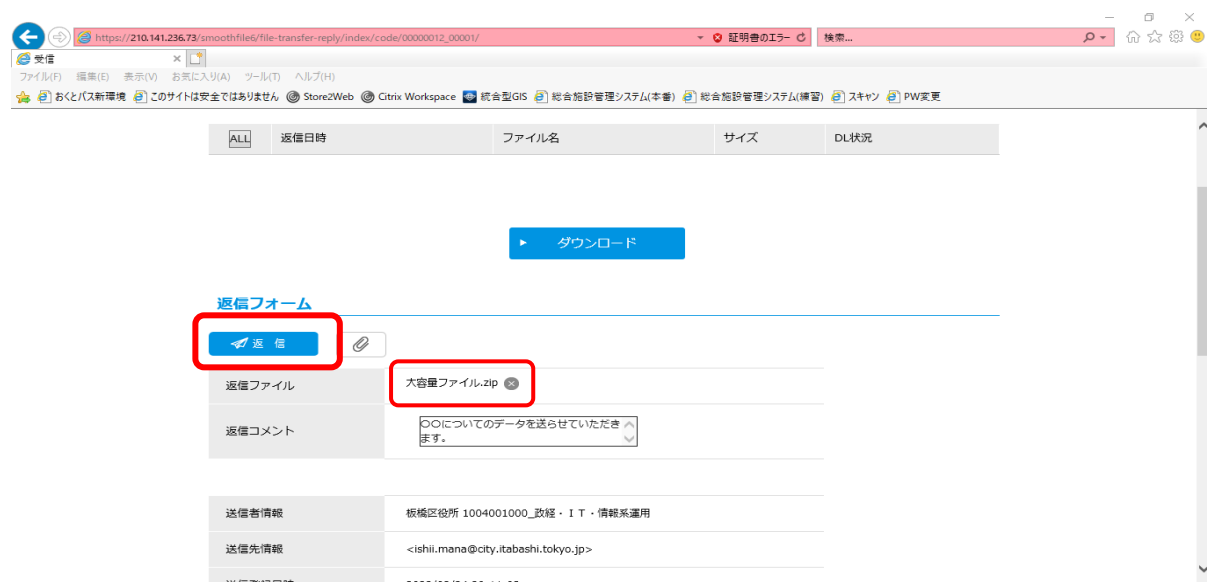 https://210.141.236.73/smoothfile6/file-transfer-reply/index/code/00000012_00001/
証明書のエラー
検索...
受信
ファイル(F) 編集(E) 表示(V) お気に入り(A) ツール(T) ヘルプ(H)
おくとパス新環境 このサイトは安全ではありません Store2Web Citrix Workspace 統合型GIS 総合施設管理システム(本番) 総合施設管理システム(練習) スキャン PW変更
ALL 返信日時 ファイル名 サイズ DL状況
ダウンロード
返信フォーム
返 信
返信ファイル 大容量ファイル.zip
返信コメント 〇〇についてのデータを送らせていただき
ます。
送信者情報 板橋区役所 1004001000_政経・IT・情報系運用
送信先情報 <ishii.mana@city.itabashi.tokyo.jp>